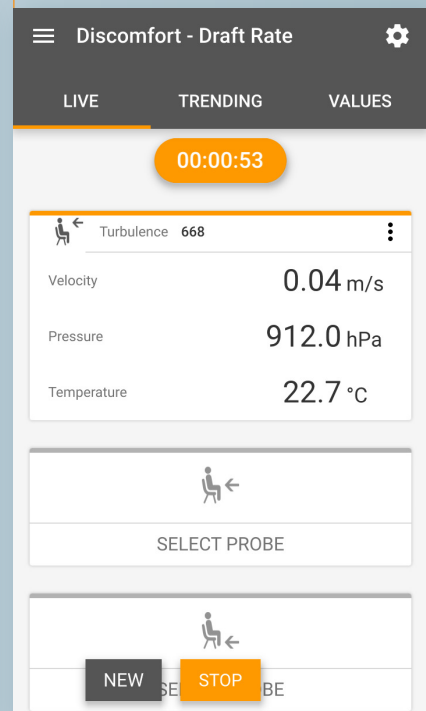 Discomfort - Draft Rate
LIVE TRENDING VALUES
00:00:53
Turbulence 668
Velocity 0.04 m/s
Pressure 912.0 hPa
Temperature 22.7 °C
SELECT PROBE
NEW STOP